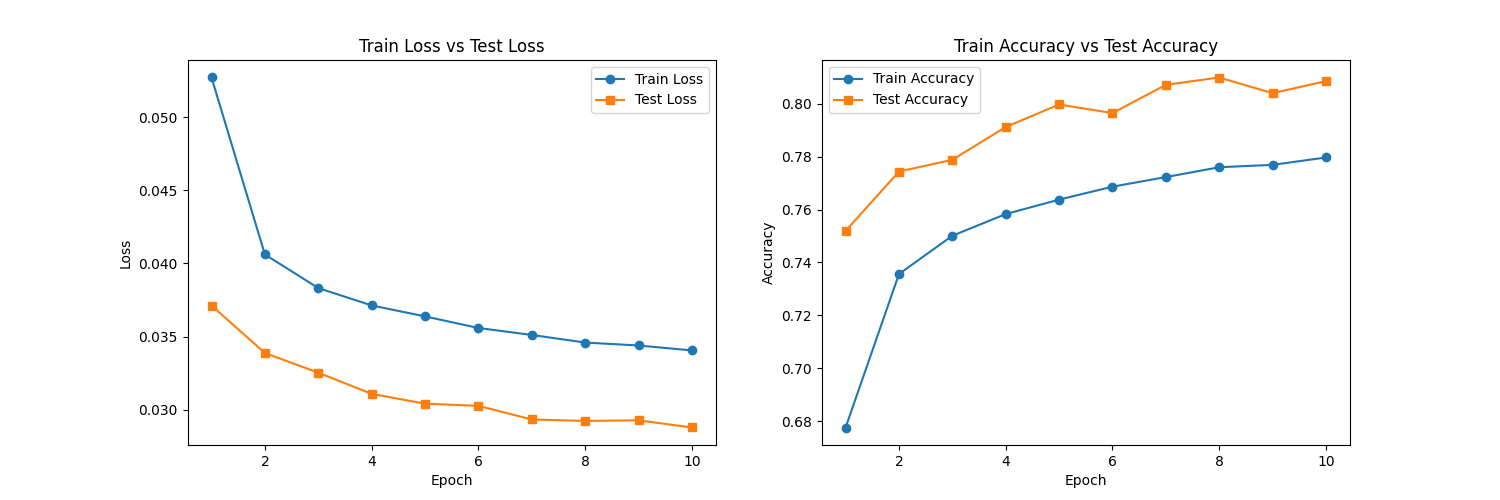 Train Loss vs Test Loss
Train Loss
Test Loss
0.050
0.045
0.040
0.035
0.030
Loss
2 4 6 8 10
Epoch
Train Accuracy vs Test Accuracy
Train Accuracy
Test Accuracy
0.80
0.78
0.76
0.74
0.72
0.70
0.68
Accuracy
2 4 6 8 10
Epoch